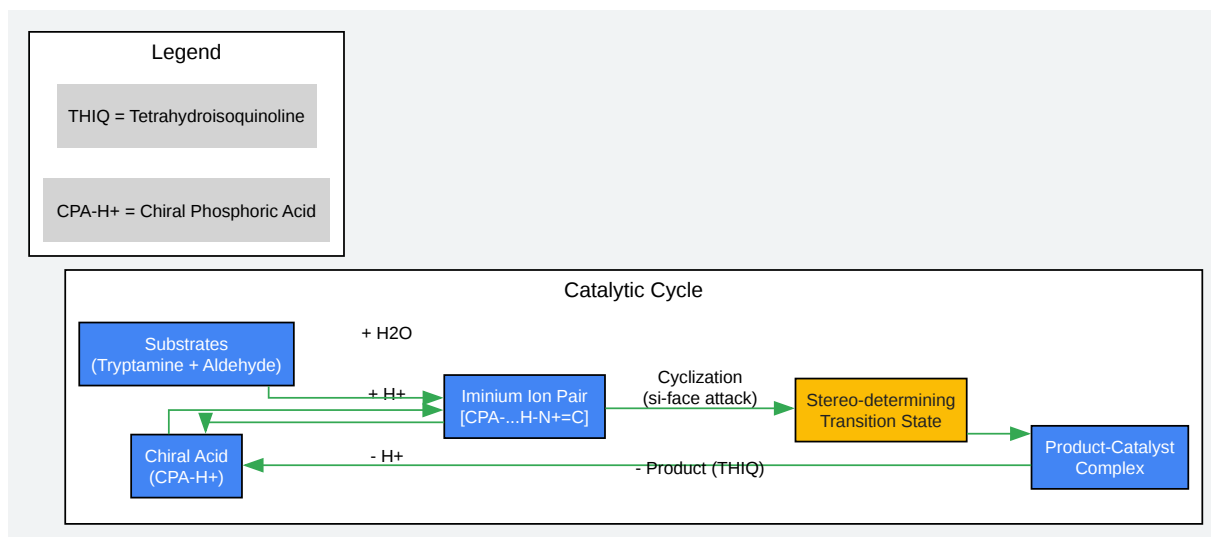 Legend
THIQ = Tetrahydroisoquinoline
CPA-H+ = Chiral Phosphoric Acid
Catalytic Cycle
Substrates
(Tryptamine + Aldehyde)
+ H2O
+ H+
Iminium Ion Pair
[CPA-...H-N+=C]
Cyclization
(si-face attack)
Stereo-determining
Transition State
Chiral Acid
(CPA-H+)
- H+
- Product (THIQ)
Product-Catalyst
Complex